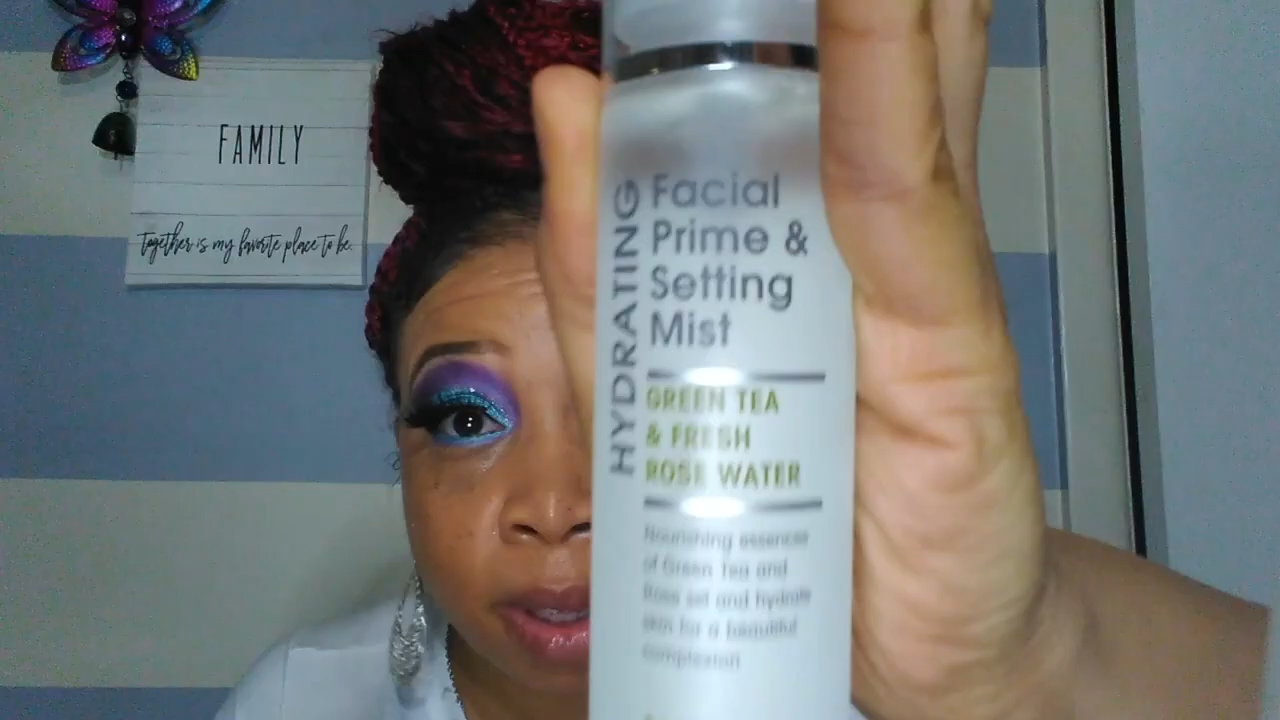 FAMILY
together is my favorite place to be.
HYDRATING
Facial
Prime &
Setting
Mist
GREEN TEA
& FRESH
ROSE WATER
Nourishing essences
of Green Tea and
Rose set and hydrate
skin for a beautiful
complexion